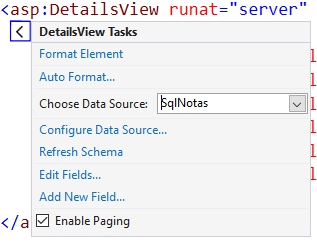 <asp:DetailsView runat="server"
DetailsView Tasks
Format Element
Auto Format...
Choose Data Source: SqlNotas
Configure Data Source...
Refresh Schema
Edit Fields...
Add New Field...
</a
Enable Paging